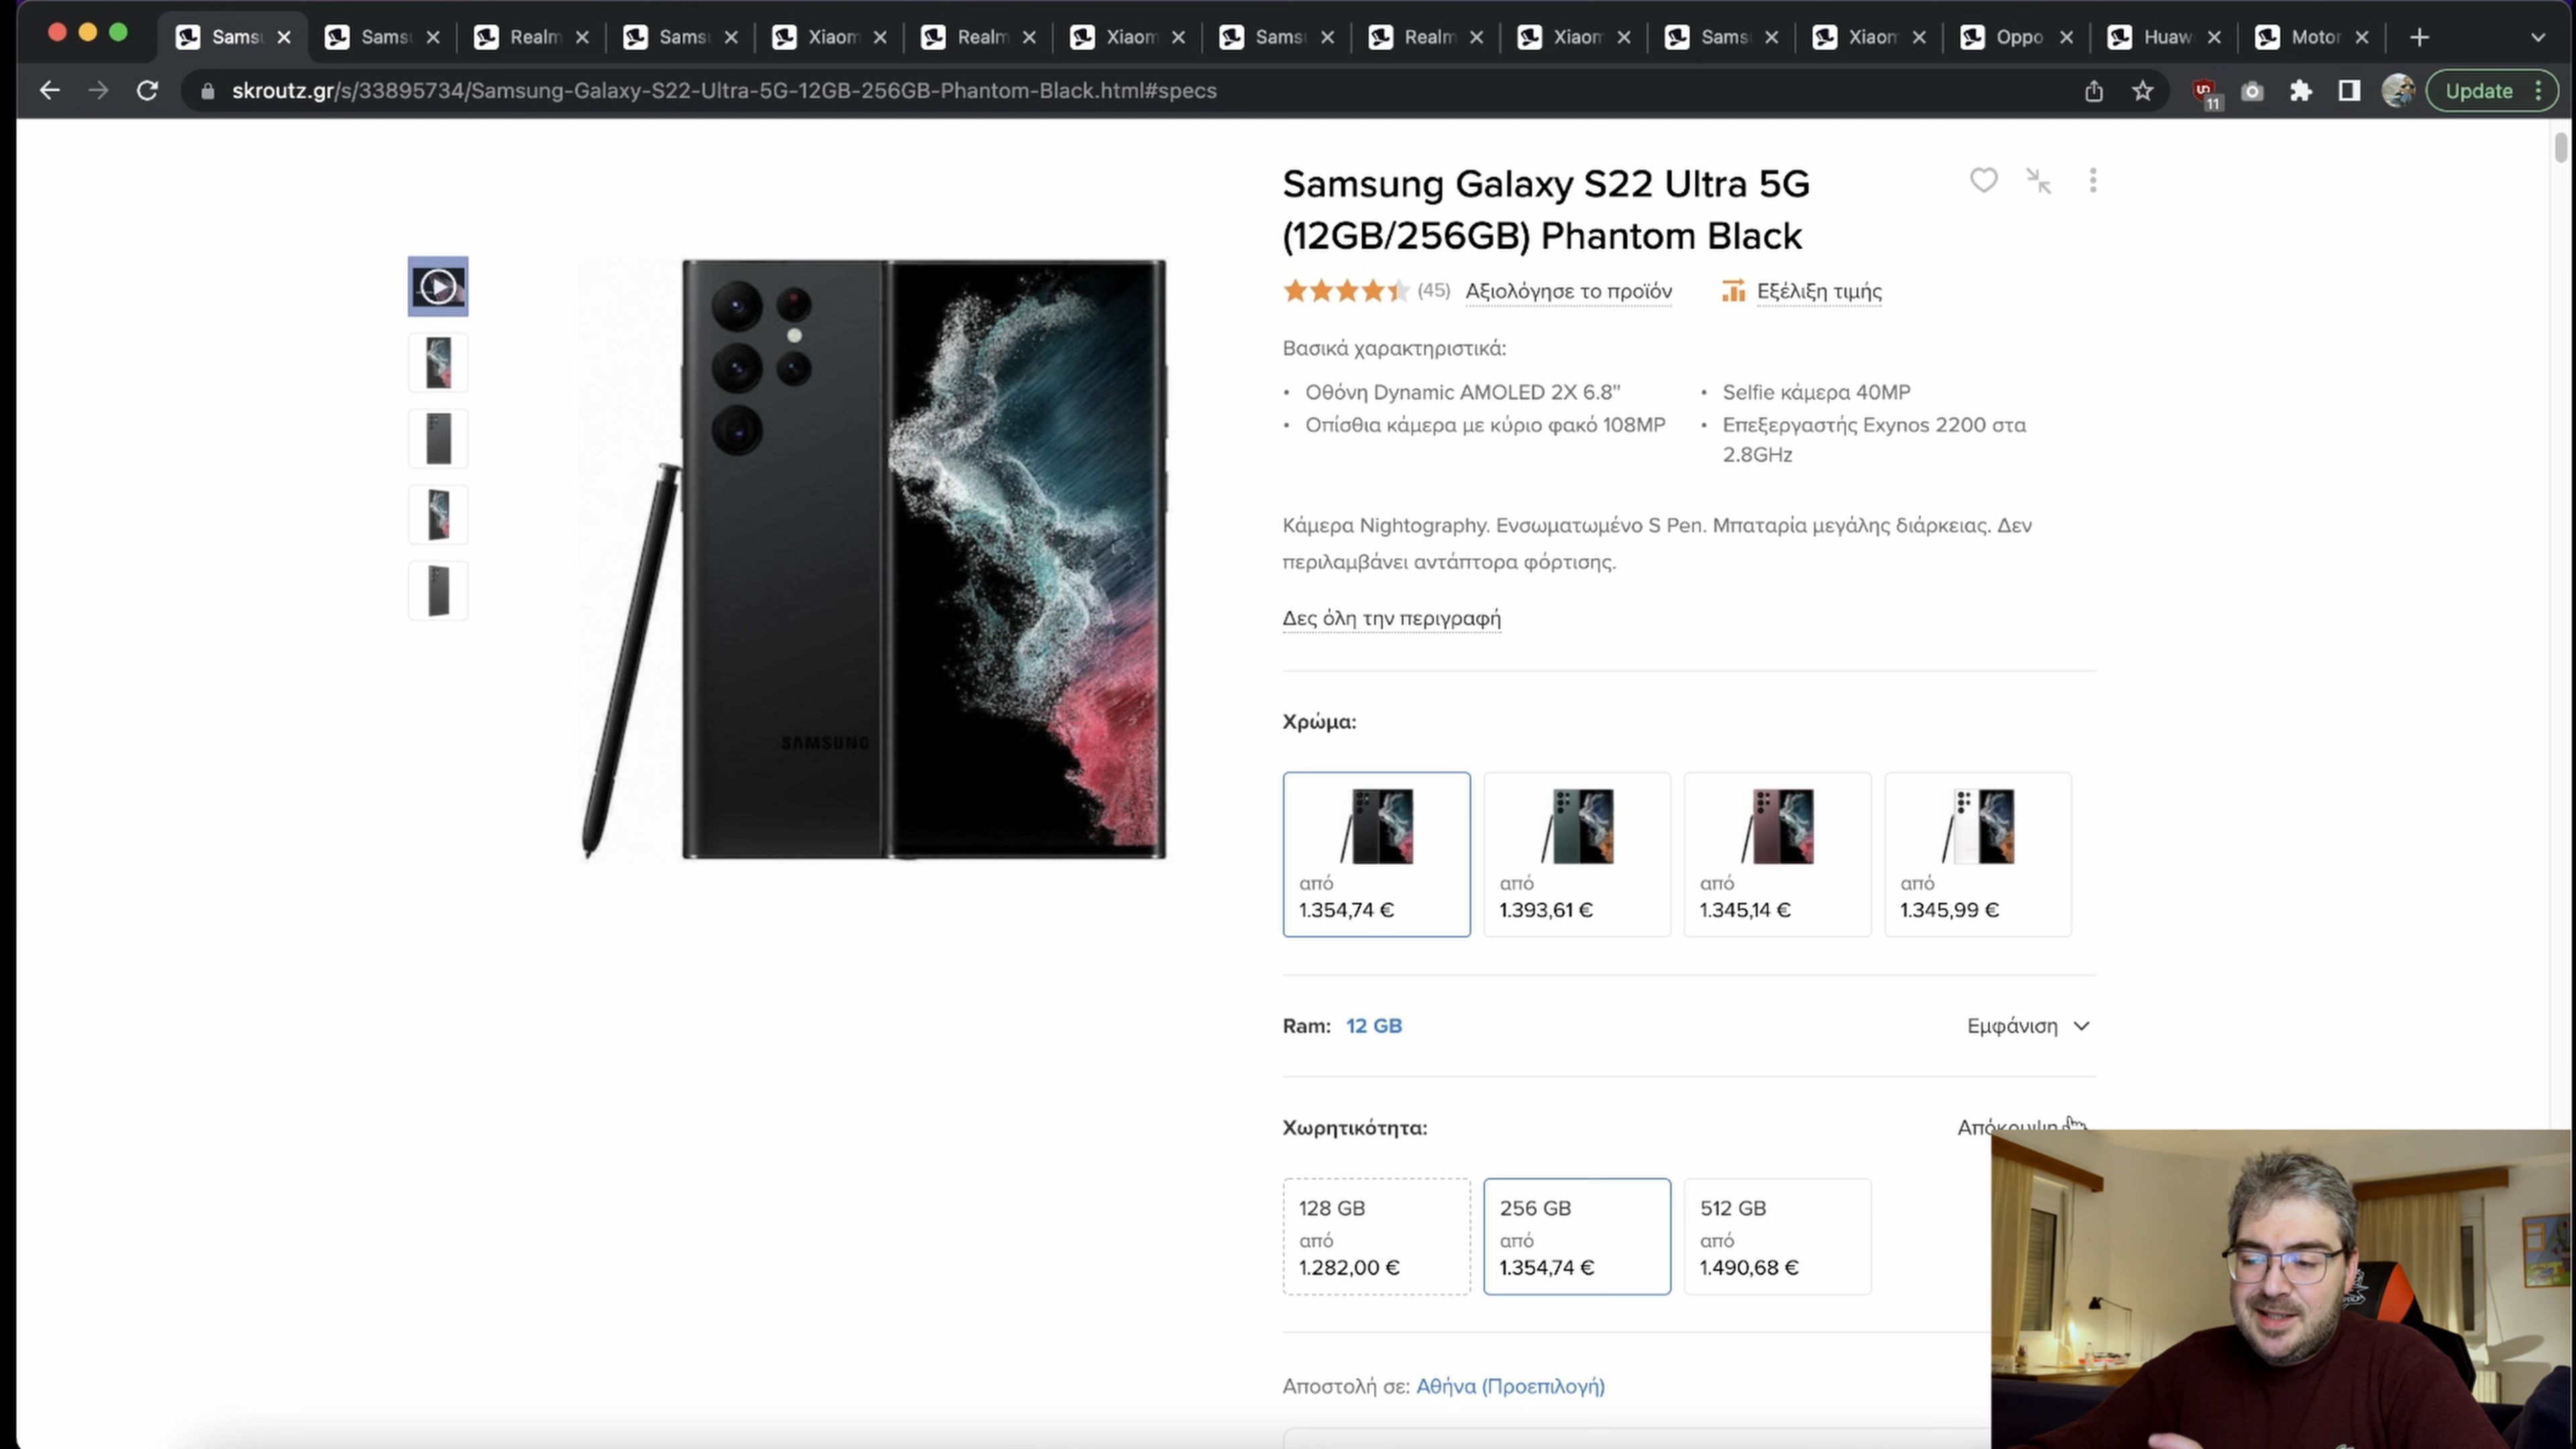 Sams
Sams
Realm
Sams
Xiaom
Realm
Xiaom
Sams
Realm
Xiaom
Sams
Xiaom
Oppo
Huaw
Motor
skroutz.gr/s/33895734/Samsung-Galaxy-S22-Ultra-5G-12GB-256GB-Phantom-Black.html#specs
11
Update
Samsung Galaxy S22 Ultra 5G
(12GB/256GB) Phantom Black
(45) Αξιολόγησε το προϊόν
Εξέλιξη τιμής
Βασικά χαρακτηριστικά:
• Οθόνη Dynamic AMOLED 2X 6.8"
• Οπίσθια κάμερα με κύριο φακό 108MP
• Selfie κάμερα 40MP
• Επεξεργαστής Exynos 2200 στα
2.8GHz
Κάμερα Nightography. Ενσωματωμένο S Pen. Μπαταρία μεγάλης διάρκειας. Δεν
περιλαμβάνει αντάπτορα φόρτισης.
Δες όλη την περιγραφή
SAMSUNG
Χρώμα:
από
1.354,74 €
από
1.393,61 €
από
1.345,14 €
από
1.345,99 €
Ram: 12 GB
Εμφάνιση
Χωρητικότητα:
Απόκρυψη
128 GB
από
1.282,00 €
256 GB
από
1.354,74 €
512 GB
από
1.490,68 €
Αποστολή σε: Αθήνα (Προεπιλογή)